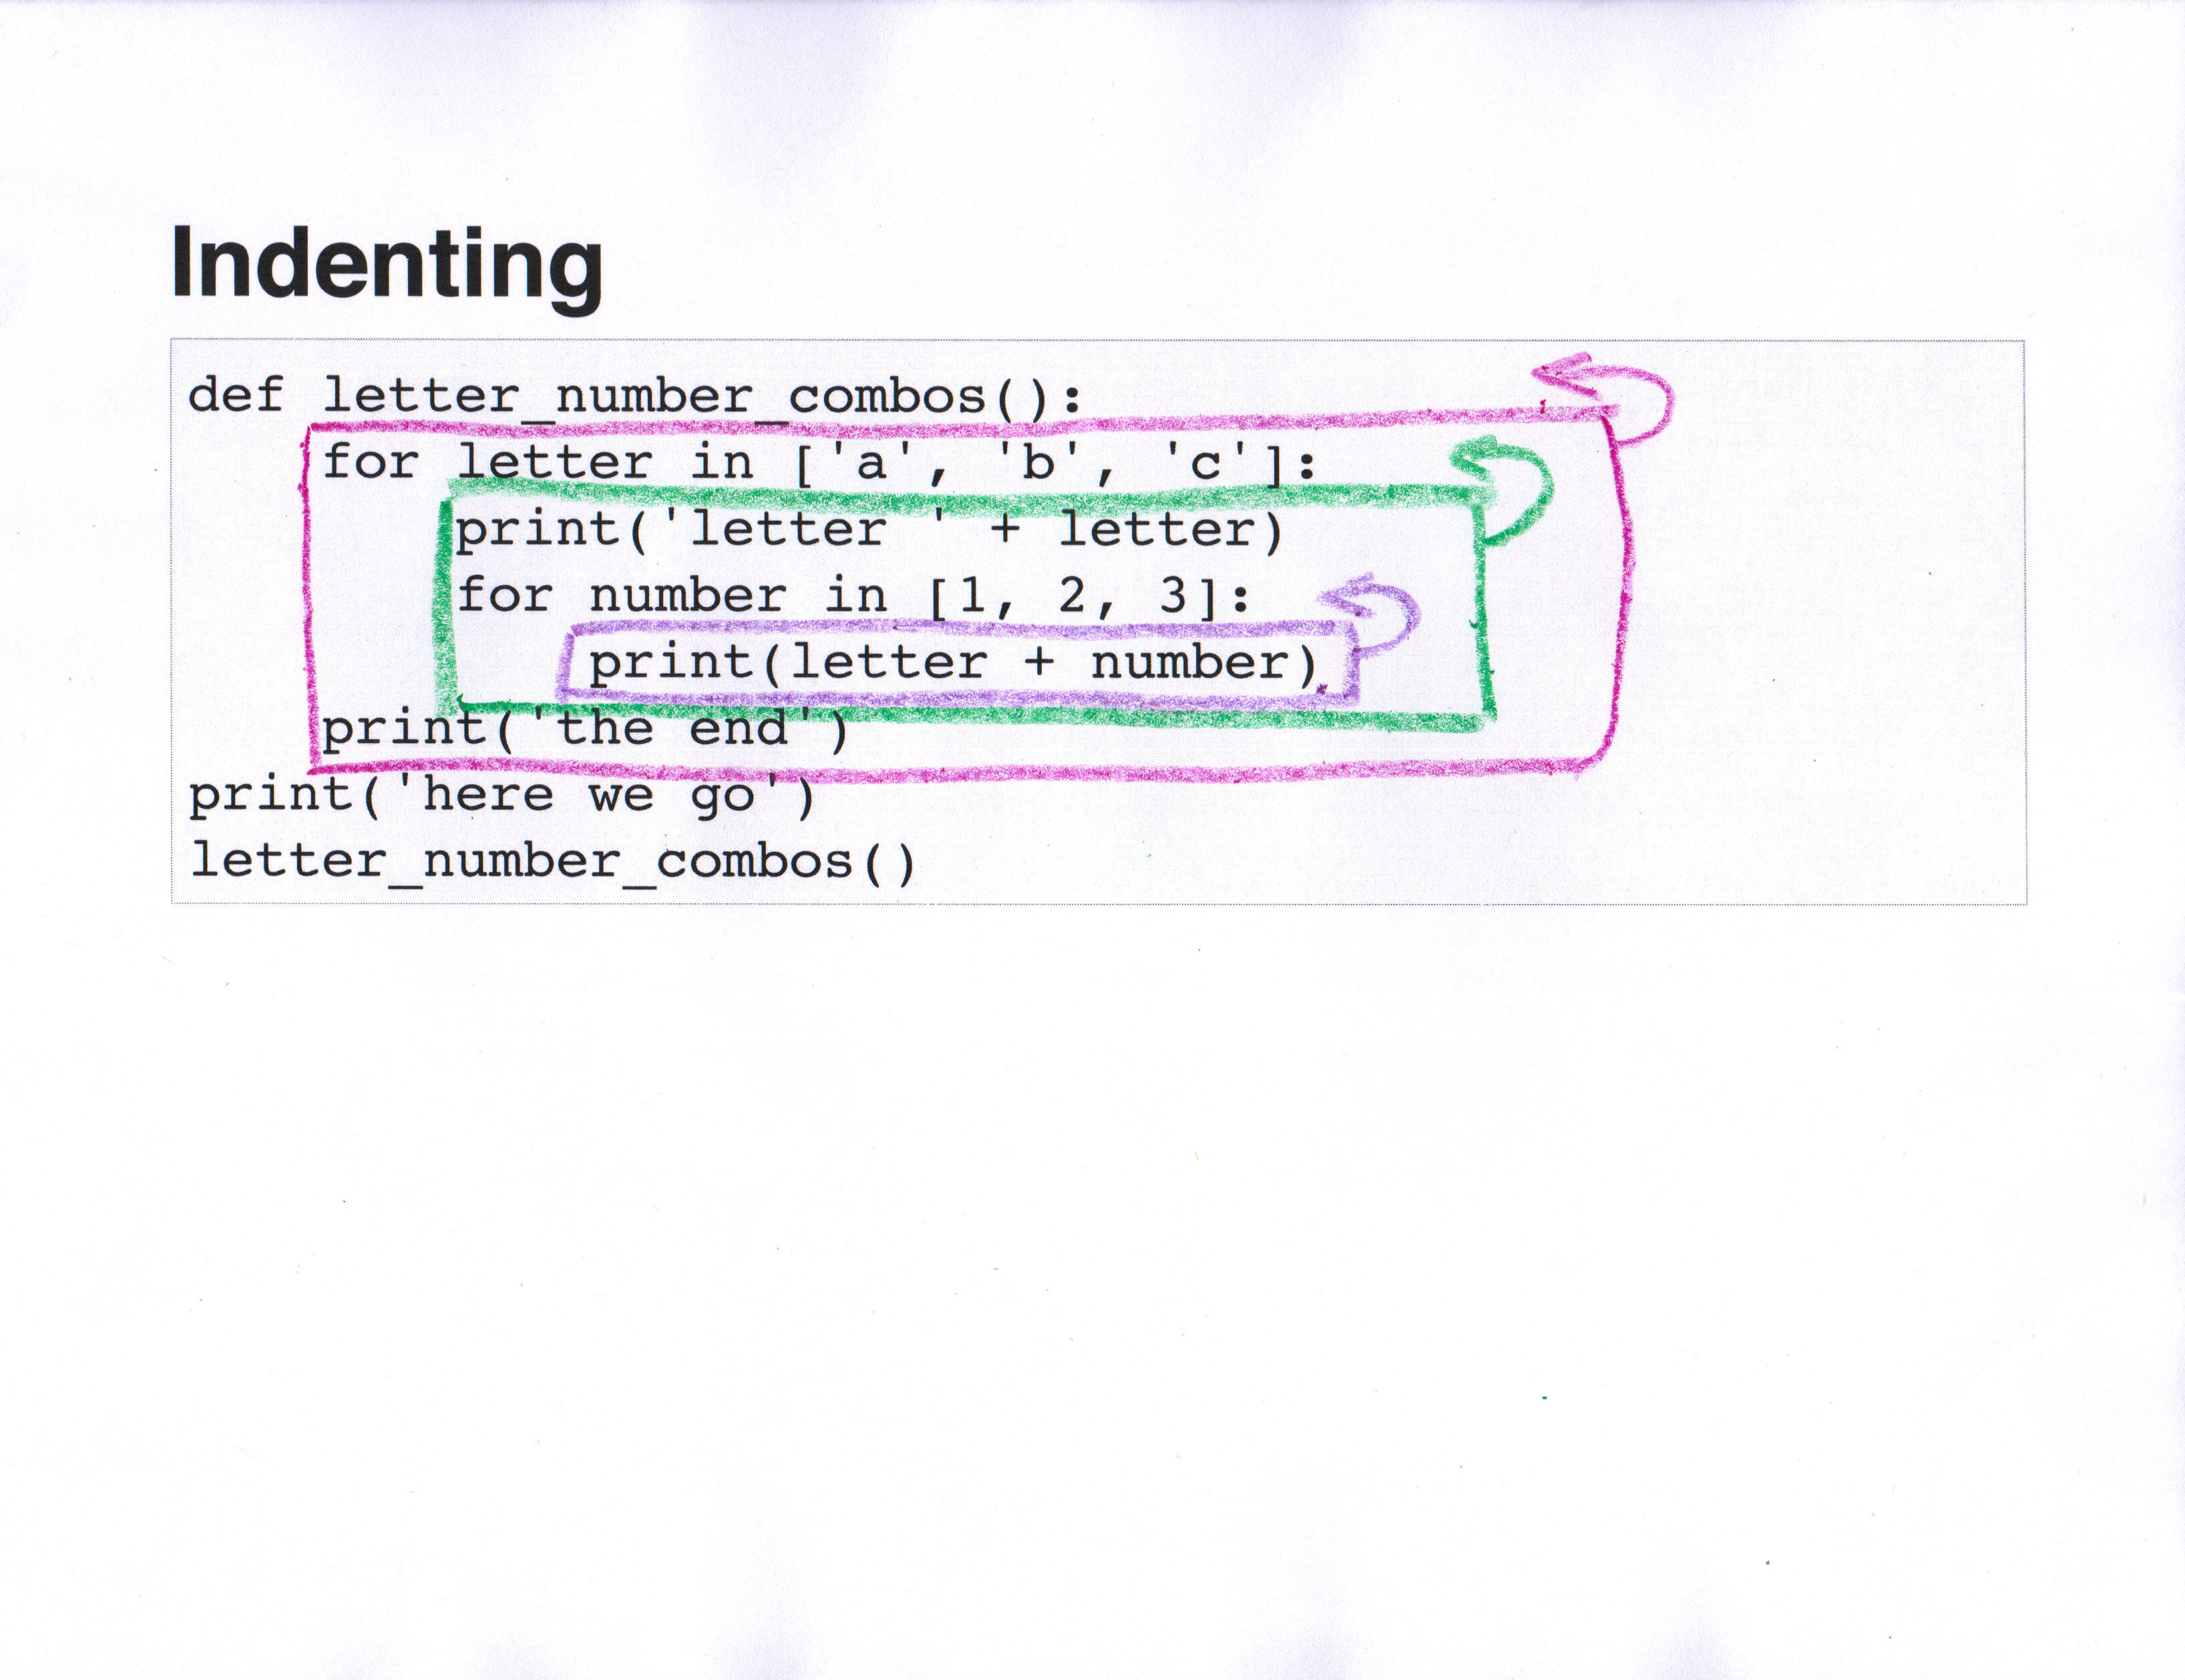 Indenting
def letter_number_combos():
    for letter in ['a', 'b', 'c']:
        print('letter ' + letter)
        for number in [1, 2, 3]:
            print(letter + number)
    print('the end')
print('here we go')
letter_number_combos()